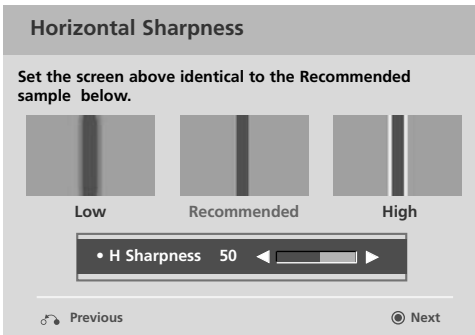 Horizontal Sharpness
Set the screen above identical to the Recommended
sample below.
Low Recommended High
• H Sharpness 50
Previous Next